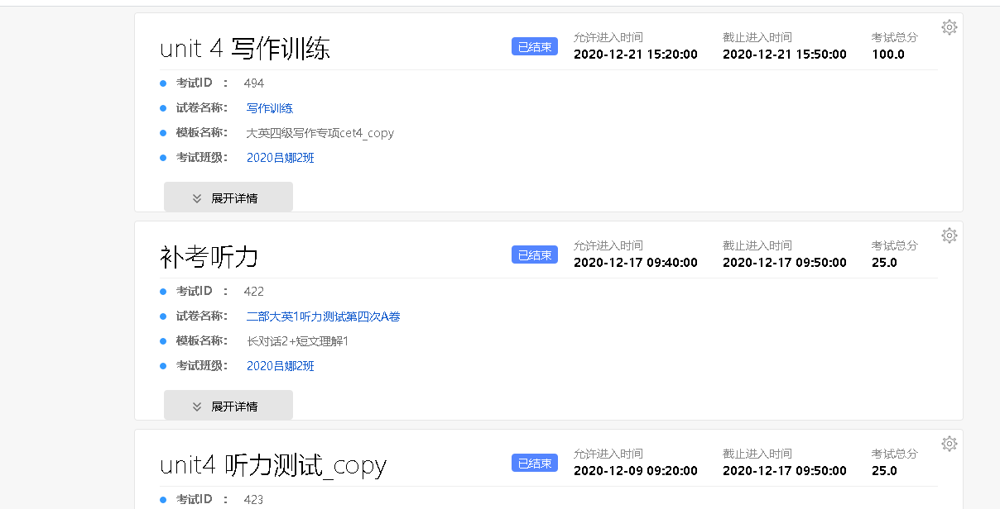 unit 4 写作训练 已结束 允许进入时间 截止进入时间 考试总分
2020-12-21 15:20:00 2020-12-21 15:50:00 100.0
考试ID ： 494
试卷名称： 写作训练
模板名称： 大英四级写作专项cet4_copy
考试班级： 2020吕娜2班
展开详情
补考听力 已结束 允许进入时间 截止进入时间 考试总分
2020-12-17 09:40:00 2020-12-17 09:50:00 25.0
考试ID ： 422
试卷名称： 二部大英1听力测试第四次A卷
模板名称： 长对话2+短文理解1
考试班级： 2020吕娜2班
展开详情
unit4 听力测试_copy 已结束 允许进入时间 截止进入时间 考试总分
2020-12-09 09:20:00 2020-12-17 09:50:00 25.0
考试ID ： 423